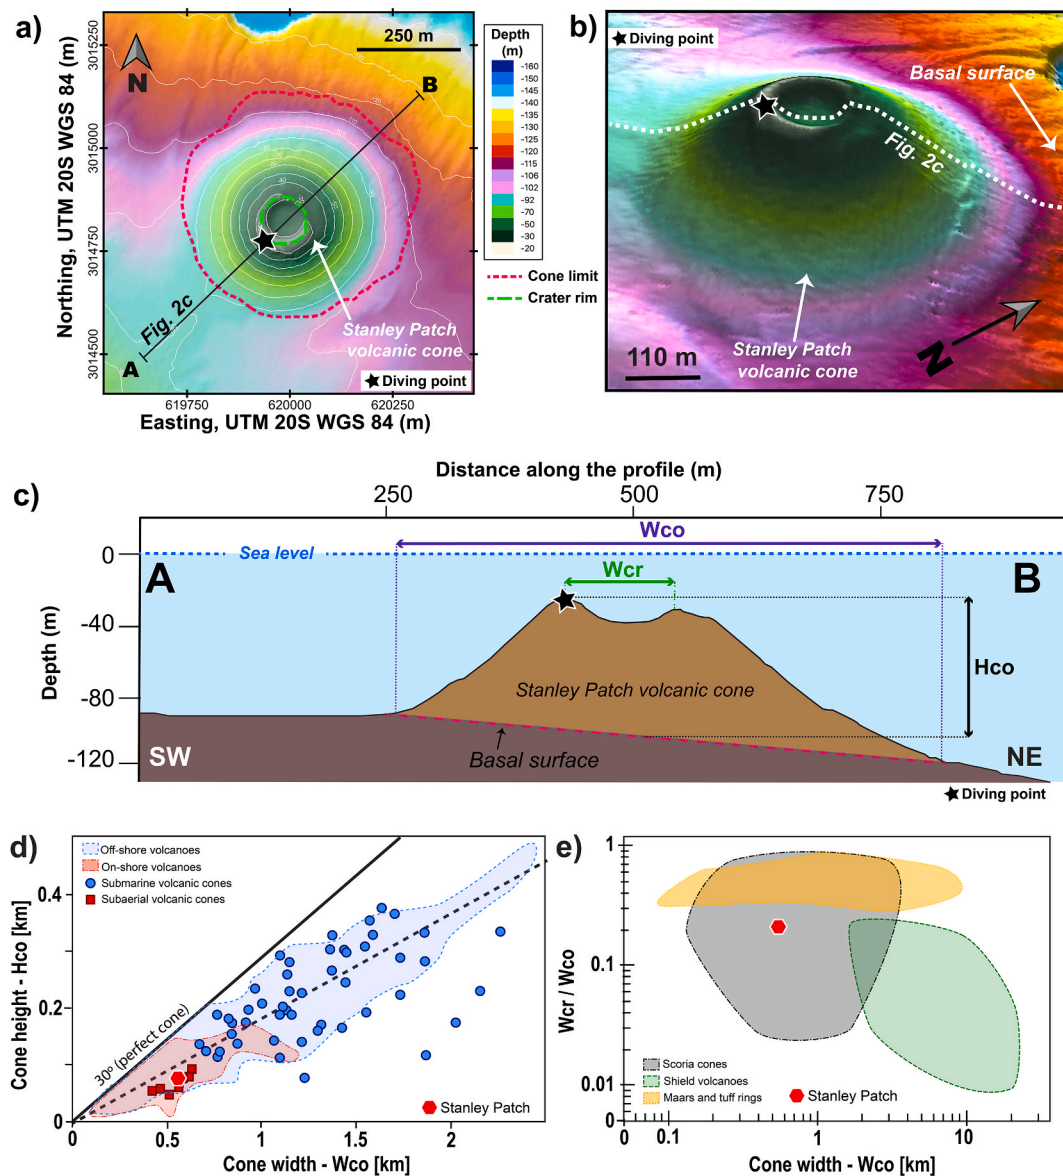 a)
250 m
N
B
A
Fig. 2c
Stanley Patch
volcanic cone
★ Diving point
3015250
3015000
3014750
3014500
Northing, UTM 20S WGS 84 (m)
619750
620000
620250
Easting, UTM 20S WGS 84 (m)
Depth
(m)
-160
-150
-145
-140
-135
-130
-125
-120
-115
-106
-102
-92
-70
-50
-30
-20
Cone limit
Crater rim
b)
★ Diving point
Basal surface
Fig. 2c
Stanley Patch
volcanic cone
110 m
N
c)
Distance along the profile (m)
250
500
750
Wco
Sea level
Wcr
A
B
0
-40
-80
-120
Depth (m)
Hco
Stanley Patch volcanic cone
Basal surface
SW
NE
★ Diving point
d)
Off-shore volcanoes
On-shore volcanoes
Submarine volcanic cones
Subaerial volcanic cones
30º (perfect cone)
Stanley Patch
0.4
0.2
0
Cone height - Hco [km]
0
0.5
1
1.5
2
Cone width - Wco [km]
e)
1
0.1
0.01
0
Wcr / Wco
Scoria cones
Shield volcanoes
Maars and tuff rings
Stanley Patch
0
0.1
1
10
Cone width - Wco [km]